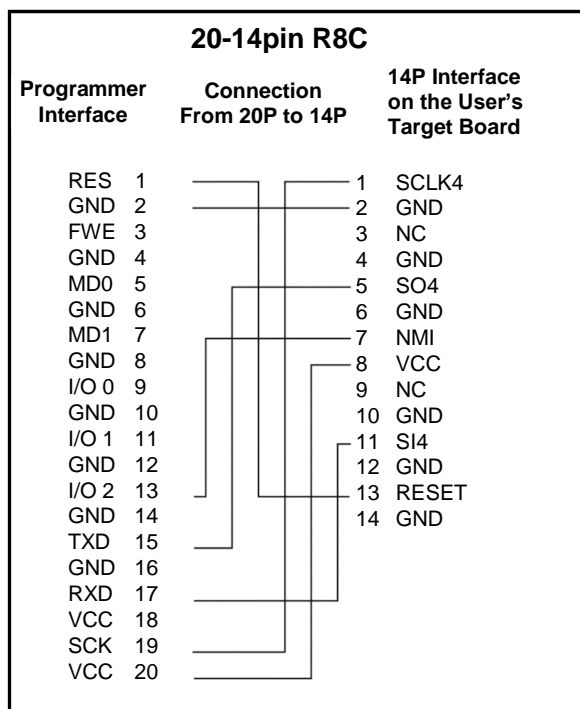 20-14pin R8C
Programmer
Interface
Connection
From 20P to 14P
14P Interface
on the User's
Target Board
RES 1
GND 2
FWE 3
GND 4
MD0 5
GND 6
MD1 7
GND 8
I/O 0 9
GND 10
I/O 1 11
GND 12
I/O 2 13
GND 14
TXD 15
GND 16
RXD 17
VCC 18
SCK 19
VCC 20
1 SCLK4
2 GND
3 NC
4 GND
5 SO4
6 GND
7 NMI
8 VCC
9 NC
10 GND
11 SI4
12 GND
13 RESET
14 GND